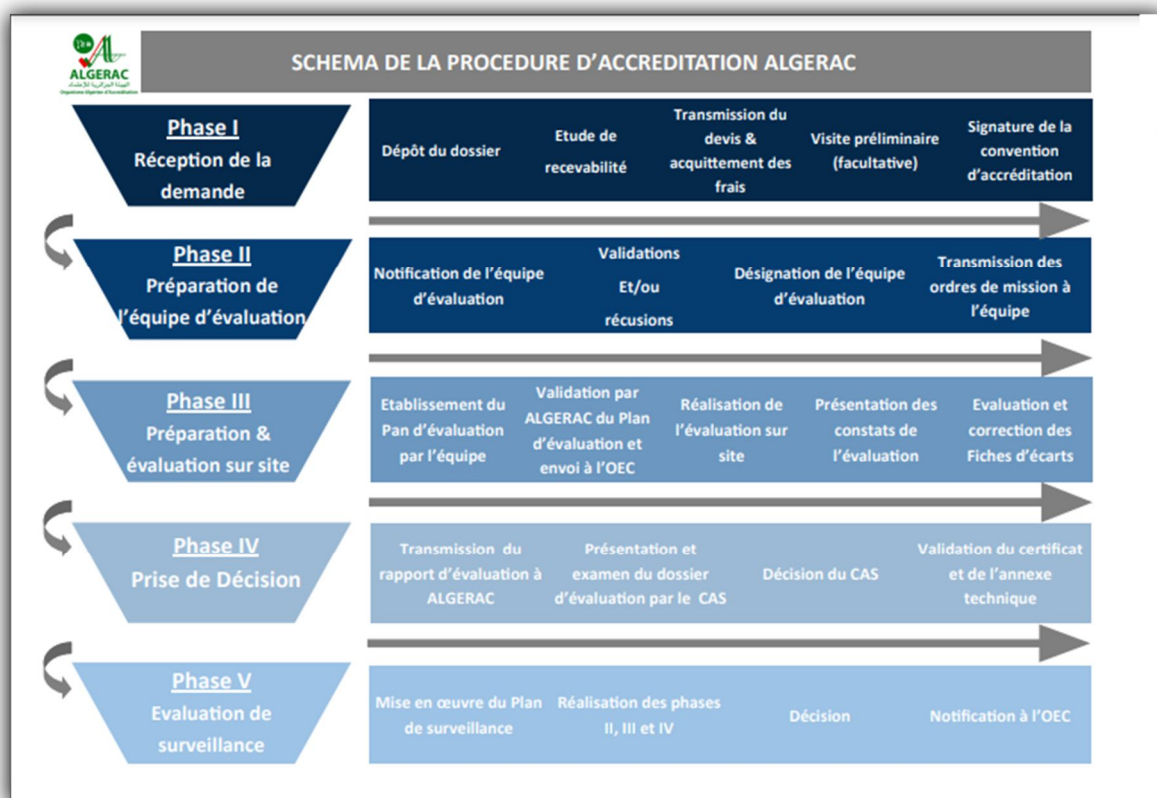 ALGERAC
الهيئة الجزائرية للإعتماد
Organisme Algérien d'Accréditation
SCHEMA DE LA PROCEDURE D'ACCREDITATION ALGERAC
Phase I
Réception de la
demande
Dépôt du dossier
Etude de
recevabilité
Transmission du
devis &
acquittement des
frais
Visite préliminaire
(facultative)
Signature de la
convention
d'accréditation
Phase II
Préparation de
l'équipe d'évaluation
Notification de l'équipe
d'évaluation
Validations
Et/ou
récusions
Désignation de l'équipe
d'évaluation
Transmission des
ordres de mission à
l'équipe
Phase III
Préparation &
évaluation sur site
Etablissement du
Pan d'évaluation
par l'équipe
Validation par
ALGERAC du Plan
d'évaluation et
envoi à l'OEC
Réalisation de
l'évaluation sur
site
Présentation des
constats de
l'évaluation
Evaluation et
correction des
Fiches d'écarts
Phase IV
Prise de Décision
Transmission du
rapport d'évaluation à
ALGERAC
Présentation et
examen du dossier
d'évaluation par le CAS
Décision du CAS
Validation du certificat
et de l'annexe
technique
Phase V
Evaluation de
surveillance
Mise en œuvre du Plan
de surveillance
Réalisation des phases
II, III et IV
Décision
Notification à l'OEC